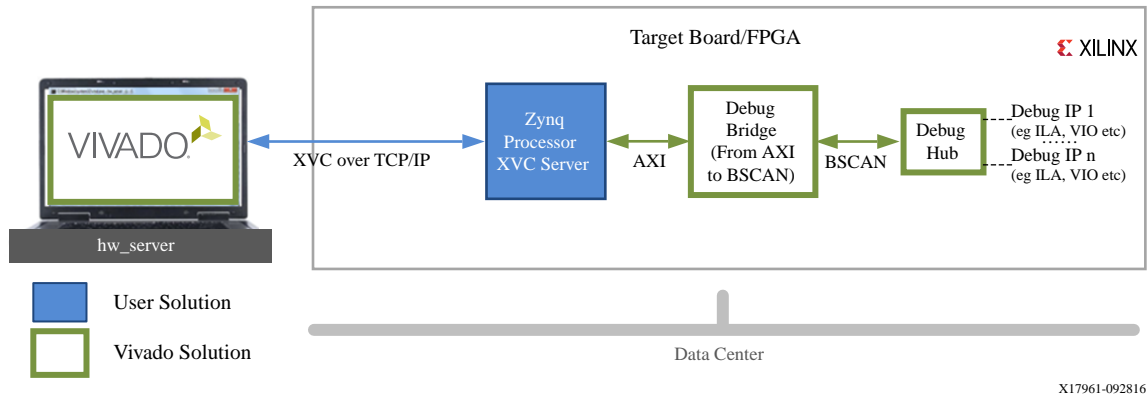 Target Board/FPGA
XILINX
VIVADO
Zynq
Processor
XVC Server
Debug
Bridge
(From AXI
to BSCAN)
Debug
Hub
Debug IP 1
(eg ILA, VIO etc)
......
Debug IP n
(eg ILA, VIO etc)
XVC over TCP/IP
AXI
BSCAN
hw_server
User Solution
Vivado Solution
Data Center
X17961-092816